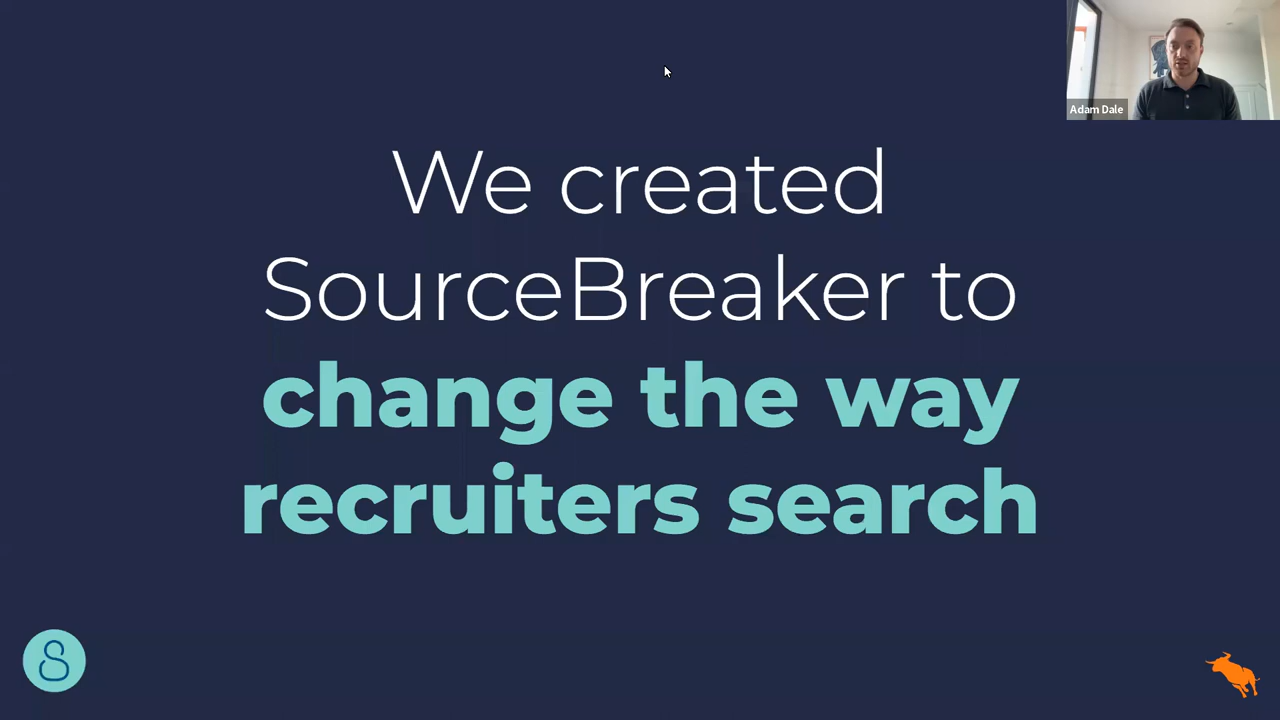 Adam Dale
We created
SourceBreaker to
change the way
recruiters search